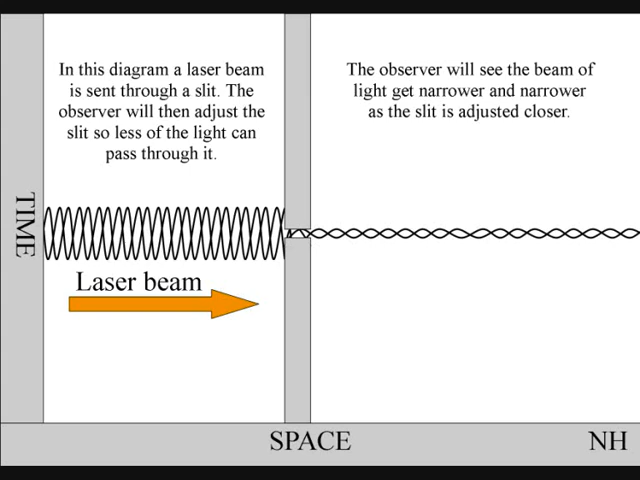 In this diagram a laser beam
is sent through a slit. The
observer will then adjust the
slit so less of the light can
pass through it.
The observer will see the beam of
light get narrower and narrower
as the slit is adjusted closer.
TIME
Laser beam
SPACE
NH